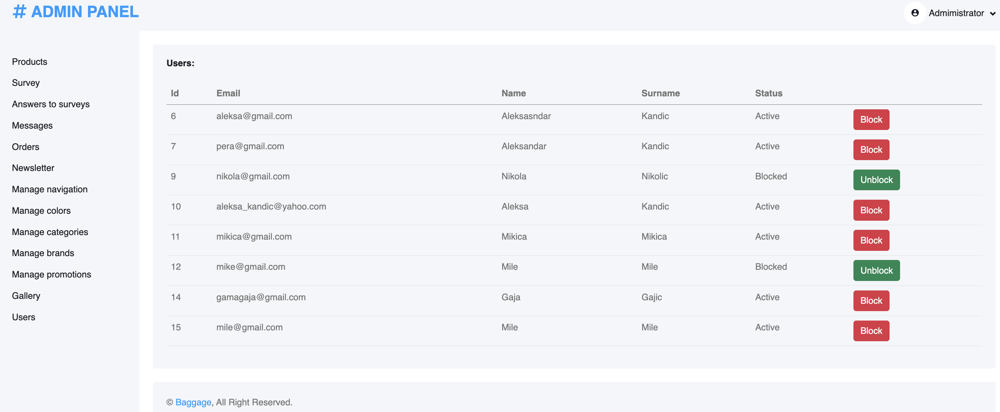 # ADMIN PANEL
Admimistrator
Products
Survey
Answers to surveys
Messages
Orders
Newsletter
Manage navigation
Manage colors
Manage categories
Manage brands
Manage promotions
Gallery
Users
Users:
Id Email Name Surname Status
6 aleksa@gmail.com Aleksasndar Kandic Active Block
7 pera@gmail.com Aleksandar Kandic Active Block
9 nikola@gmail.com Nikola Nikolic Blocked Unblock
10 aleksa_kandic@yahoo.com Aleksa Kandic Active Block
11 mikica@gmail.com Mikica Mikica Active Block
12 mike@gmail.com Mile Mile Blocked Unblock
14 gamagaja@gmail.com Gaja Gajic Active Block
15 mile@gmail.com Mile Mile Active Block
© Baggage, All Right Reserved.